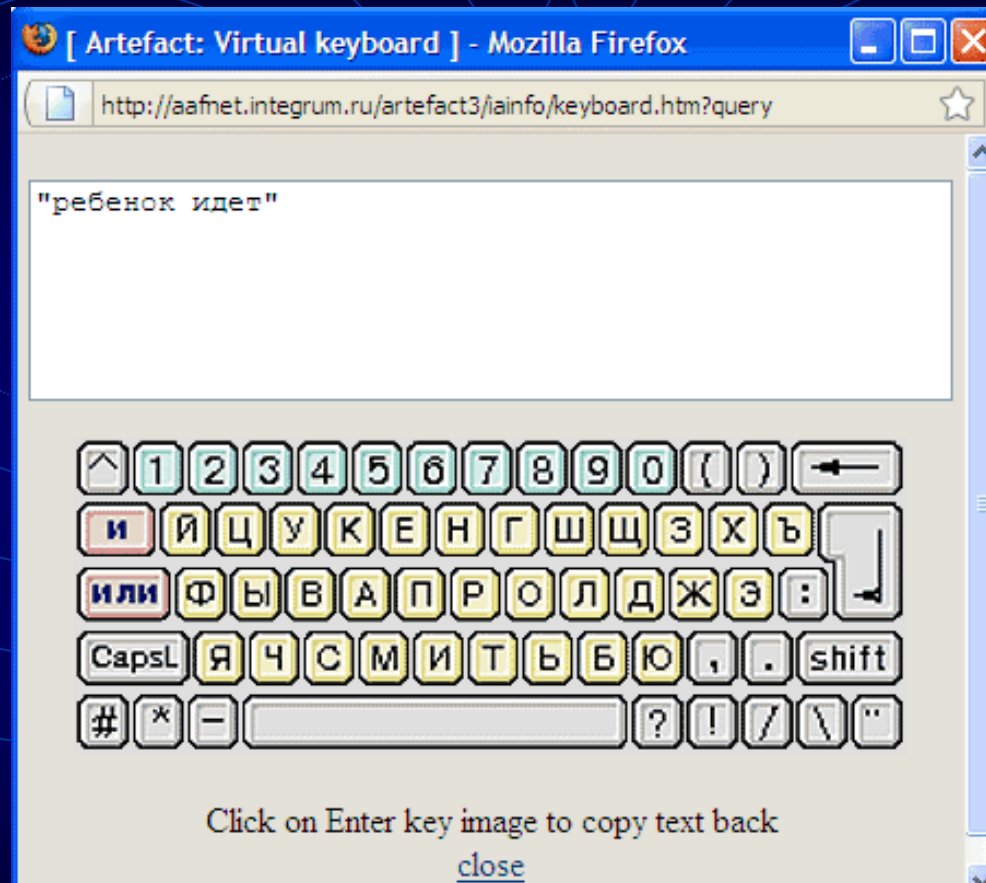 [ Artefact: Virtual keyboard ] - Mozilla Firefox
http://aafnet.integrum.ru/artefact3/iainfo/keyboard.htm?query
"ребенок идет"
^ 1 2 3 4 5 6 7 8 9 0 ( )
и Й Ц У К Е Н Г Ш Щ З Х Ъ
или Ф Ы В А П Р О Л Д Ж Э :
CapsL Я Ч С М И Т Ь Б Ю , . shift
# * - ? ! / \ "
Click on Enter key image to copy text back
close